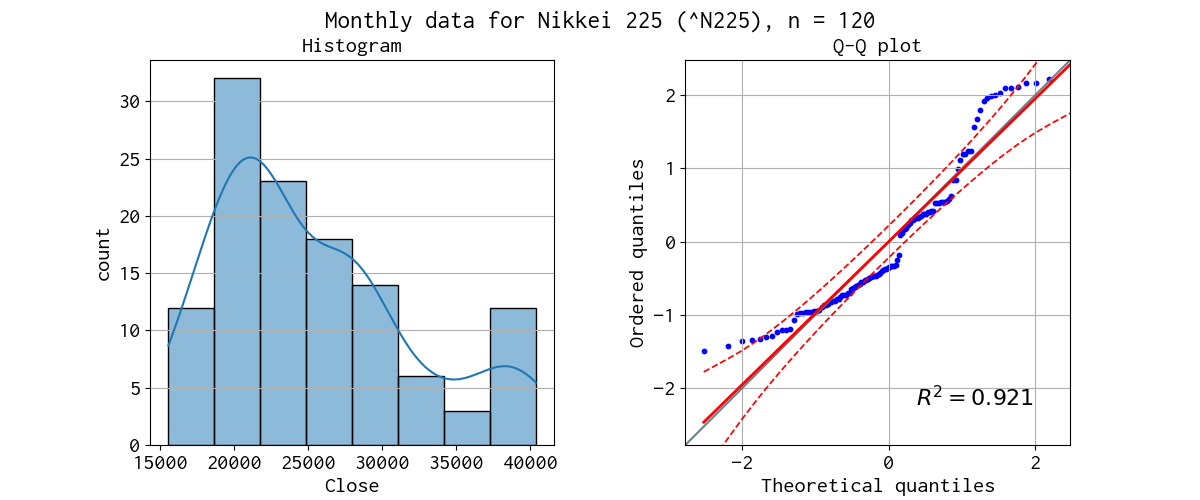 Monthly data for Nikkei 225 (^N225), n = 120
Histogram
count
30
25
20
15
10
5
0
15000 20000 25000 30000 35000 40000
Close
Q-Q plot
Ordered quantiles
2
1
0
−1
−2
R² = 0.921
−2 0 2
Theoretical quantiles